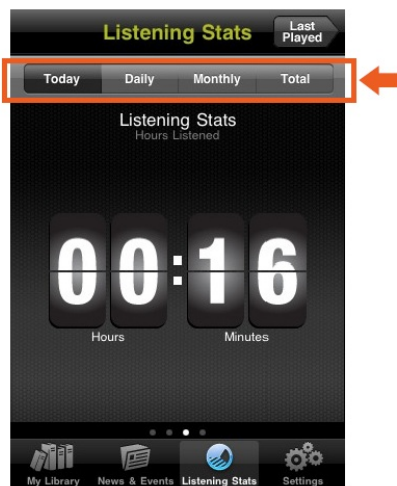 Listening Stats
Last
Played
Today Daily Monthly Total
Listening Stats
Hours Listened
00:16
Hours Minutes
My Library News & Events Listening Stats Settings